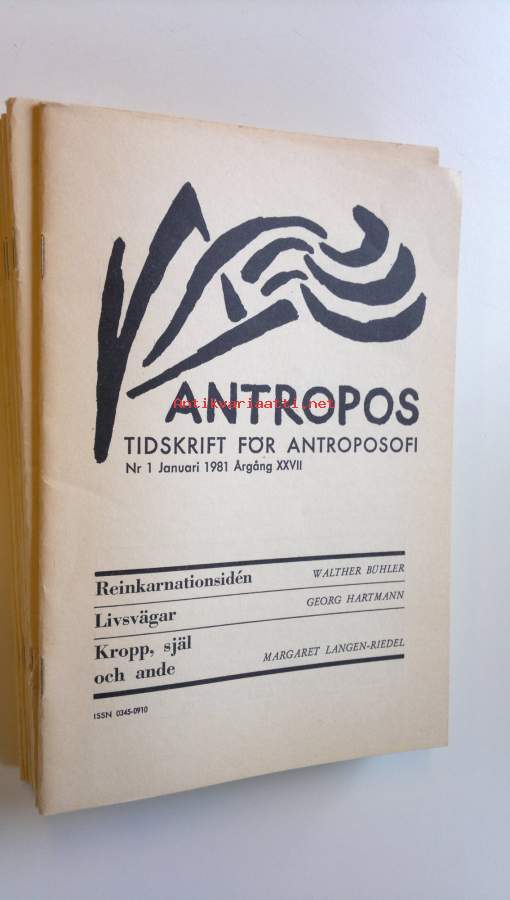 ANTROPOS
Antikvariaatti.net
TIDSKRIFT FÖR ANTROPOSOFI
Nr 1 Januari 1981 Årgång XXVII
Reinkarnationsidén WALTHER BÜHLER
Livsvägar GEORG HARTMANN
Kropp, själ
och ande MARGARET LANGEN-RIEDEL
ISSN 0345-0910